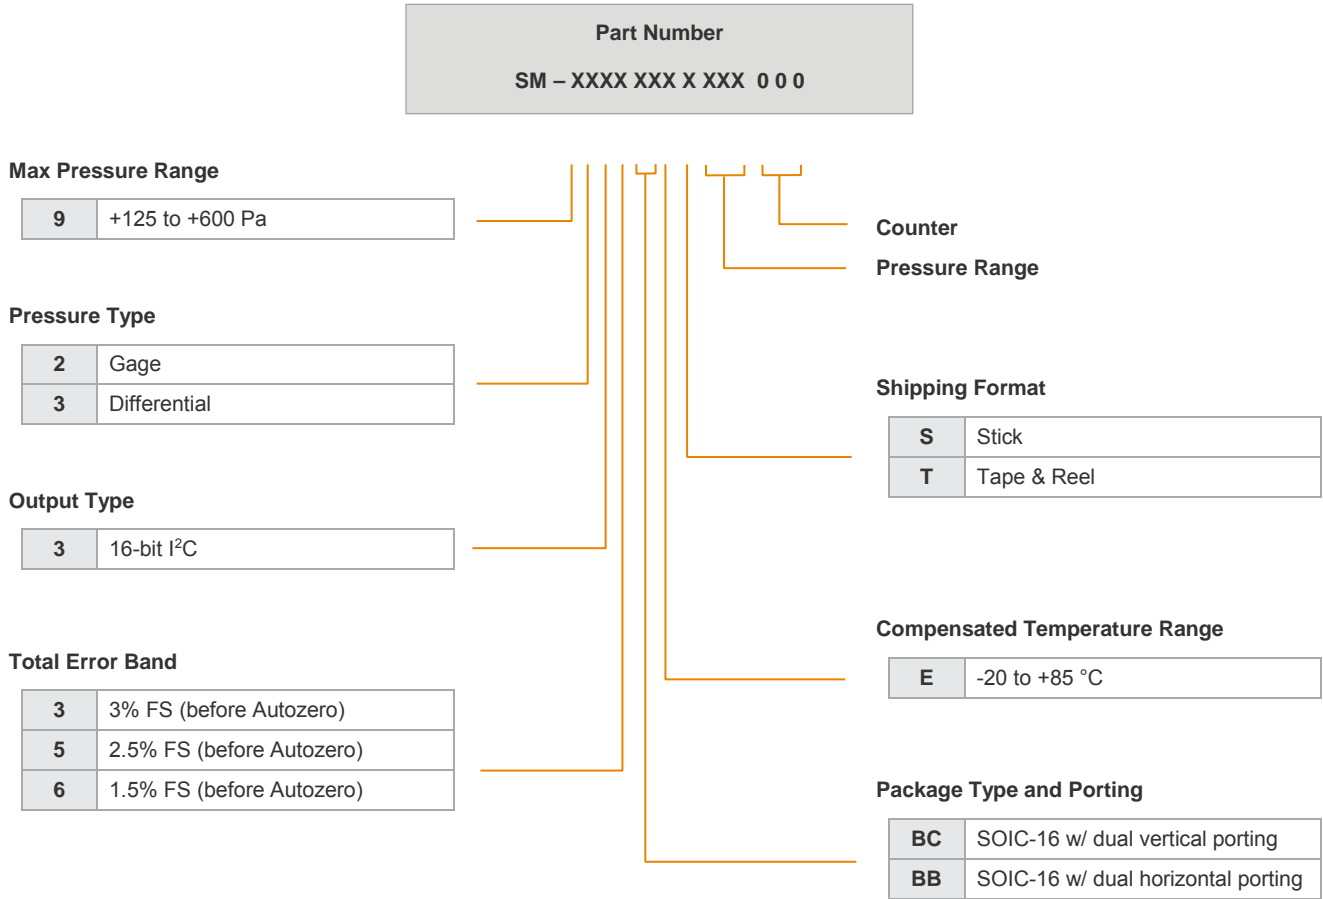 Part Number
SM – XXXX XXX X XXX 0 0 0
Max Pressure Range
9 +125 to +600 Pa
Pressure Type
2 Gage
3 Differential
Output Type
3 16-bit I²C
Total Error Band
3 3% FS (before Autozero)
5 2.5% FS (before Autozero)
6 1.5% FS (before Autozero)
Counter
Pressure Range
Shipping Format
S Stick
T Tape & Reel
Compensated Temperature Range
E -20 to +85 °C
Package Type and Porting
BC SOIC-16 w/ dual vertical porting
BB SOIC-16 w/ dual horizontal porting